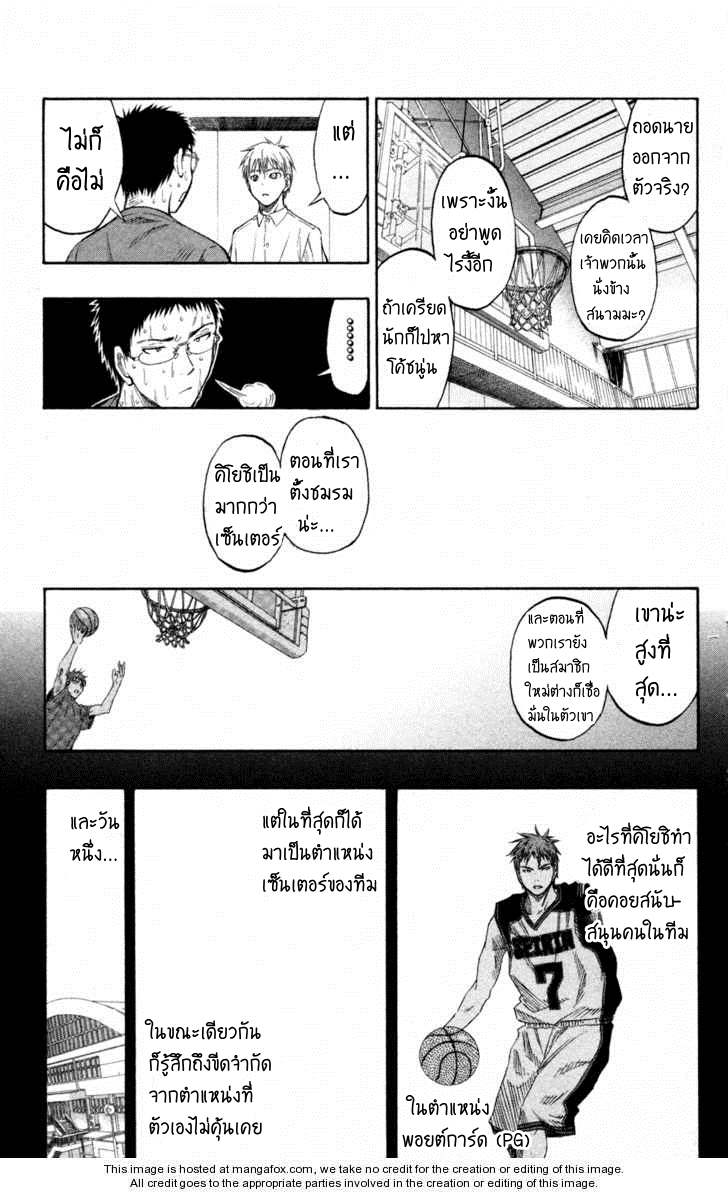 ถอดนาย
ออกจาก
ตัวจริง?
เคยคิดเวลา
เจ้าพวกนั้น
นั่งข้าง
สนามมะ?
เพราะงั้น
อย่าพูด
ไรงี้อีก
ถ้าเครียด
นักก็ไปหา
โค้ชนู่น
แต่
...
ไม่ก็
คือไม่
ตอนที่เรา
ตั้งชมรม
น่ะ...
คิโยชิเป็น
มากกว่า
เซ็นเตอร์
เขาน่ะ
สูงที่
สุด...
และตอนที่
พวกเรายัง
เป็นสมาชิก
ใหม่ต่างก็เชื่อ
มั่นในตัวเขา
อะไรที่คิโยชิทำ
ได้ดีที่สุดนั่นก็
คือคอยสนับ-
สนุนคนในทีม
SEIRIN
7
ในตำแหน่ง
พอยต์การ์ด (PG)
แต่ในที่สุดก็ได้
มาเป็นตำแหน่ง
เซ็นเตอร์ของทีม
ในขณะเดียวกัน
ก็รู้สึกถึงขีดจำกัด
จากตำแหน่งที่
ตัวเองไม่คุ้นเคย
และวัน
หนึ่ง...
This image is hosted at mangafox.com, we take no credit for the creation or editing of this image.
All credit goes to the appropriate parties involved in the creation or editing of this image.